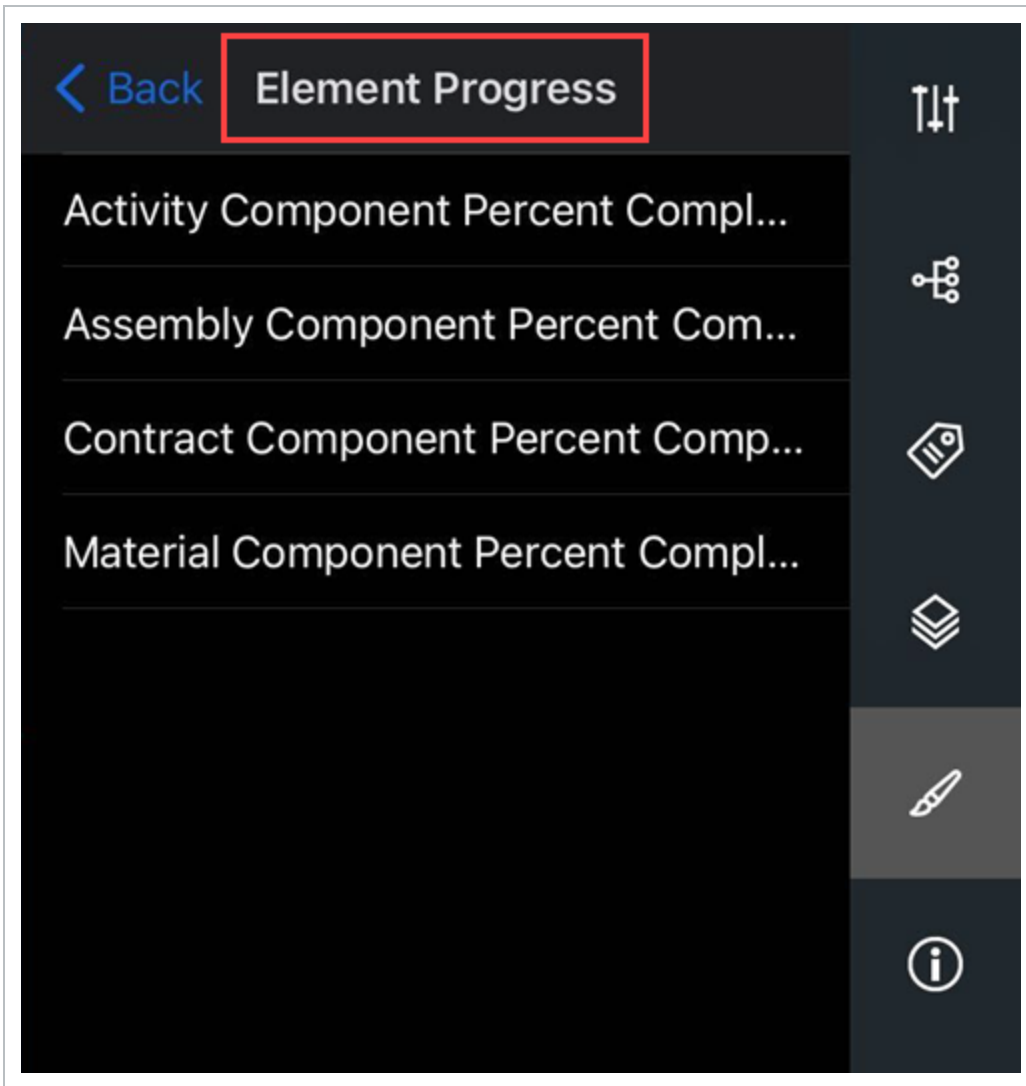 Back Element Progress
Activity Component Percent Compl...
Assembly Component Percent Com...
Contract Component Percent Comp...
Material Component Percent Compl...